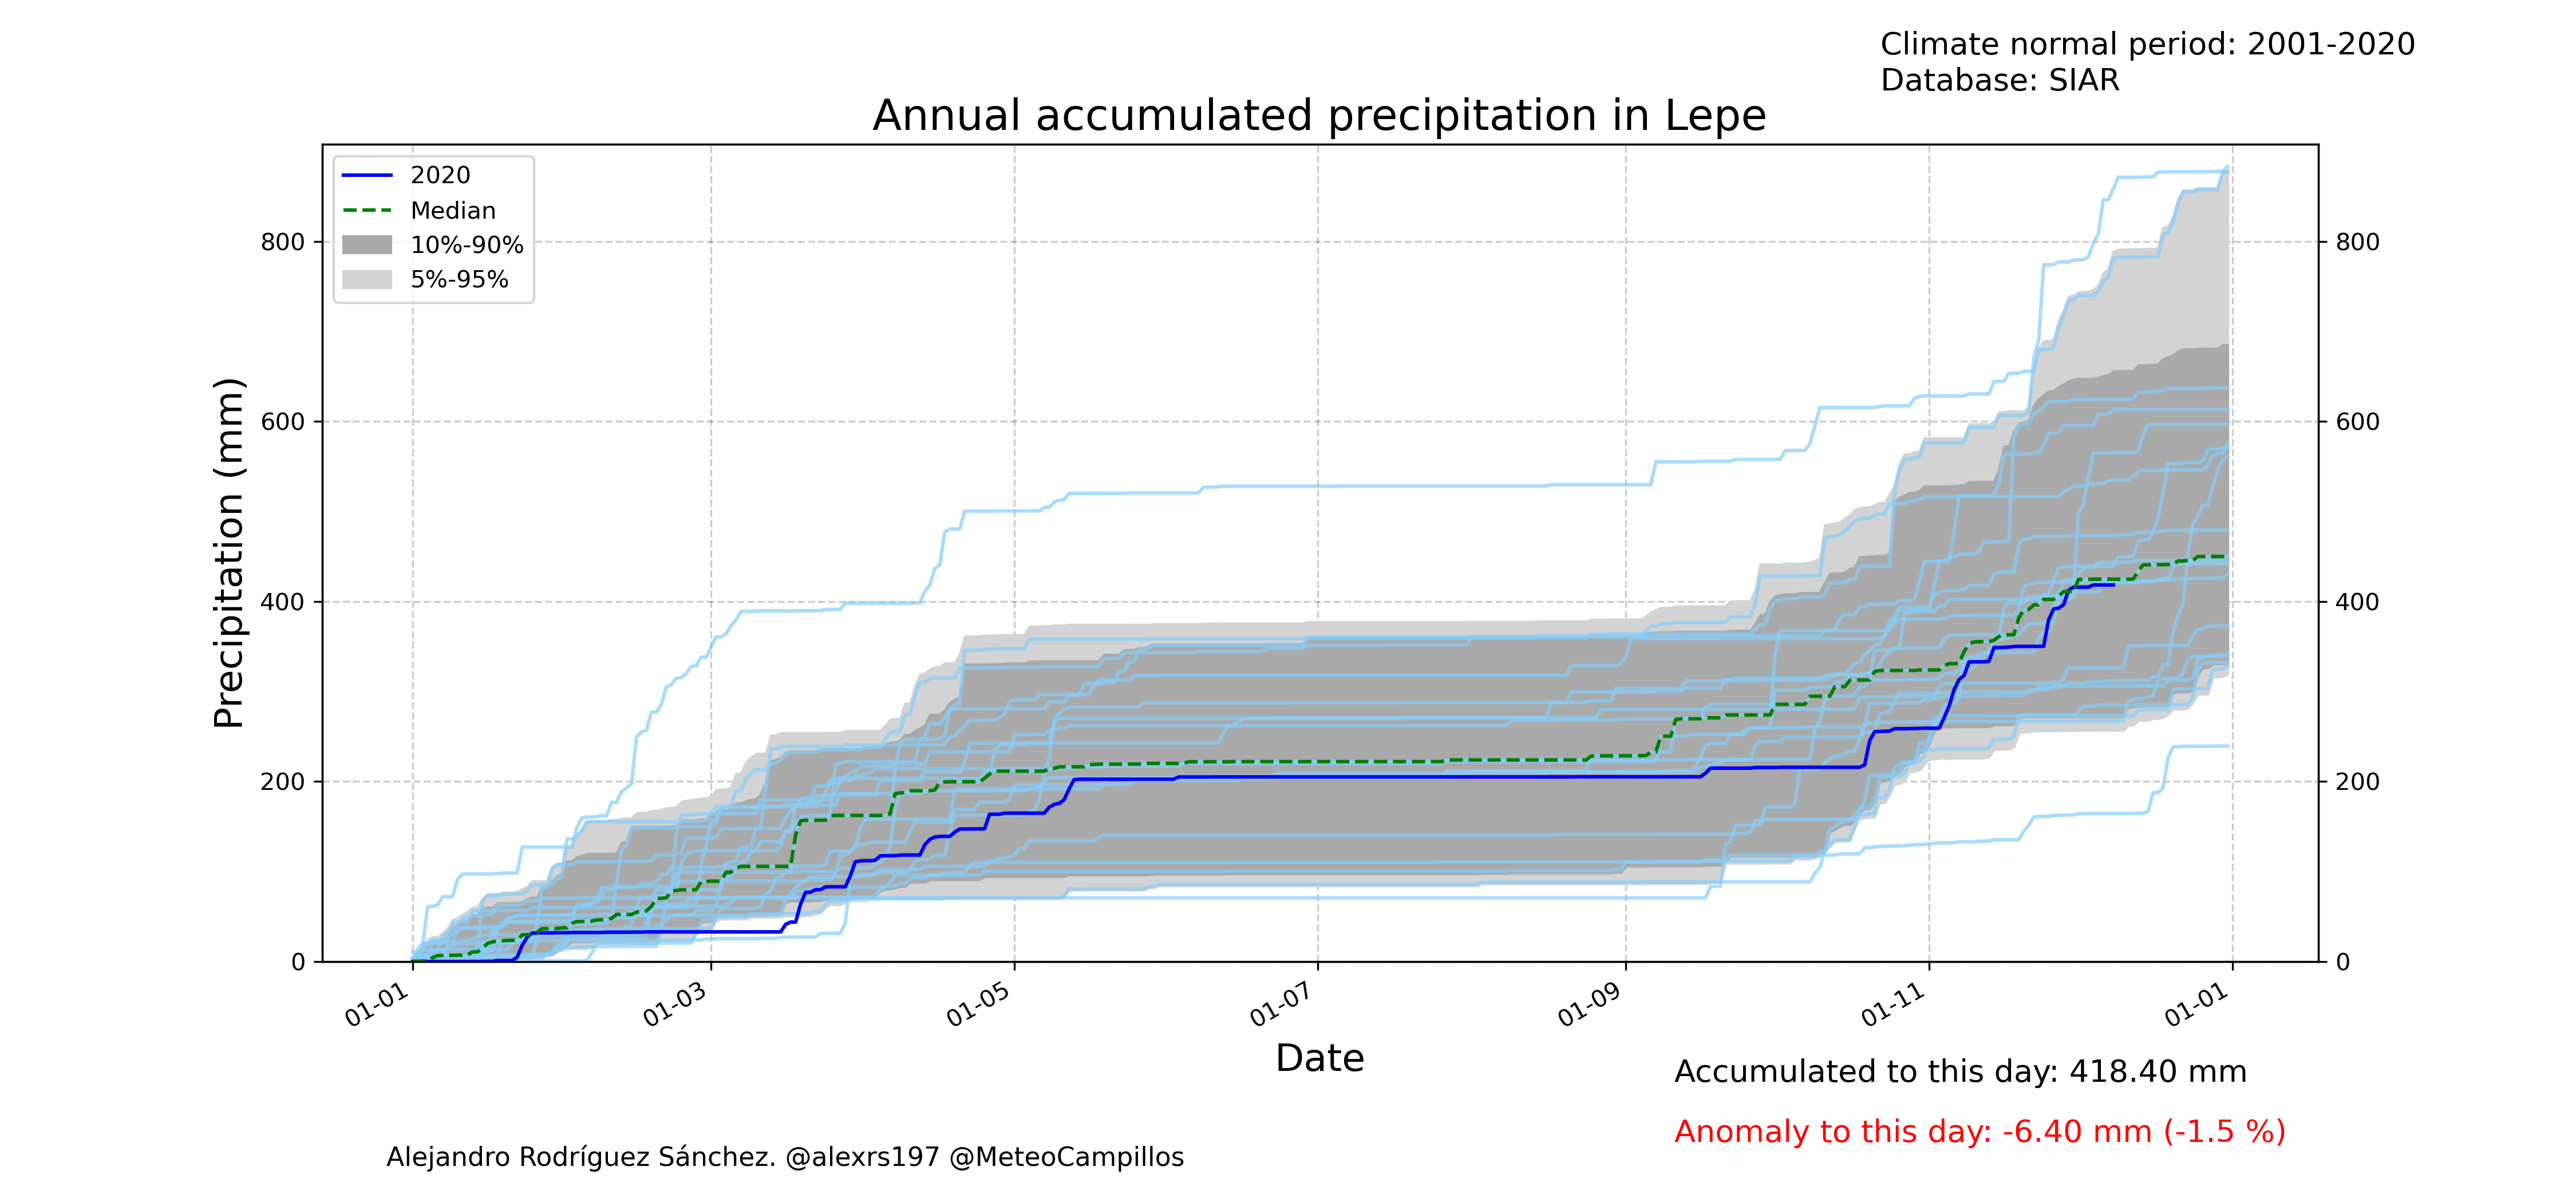 Climate normal period: 2001-2020
Database: SIAR
Annual accumulated precipitation in Lepe
2020
Median
10%-90%
5%-95%
Precipitation (mm)
800
600
400
200
0
800
600
400
200
0
01-01
01-03
01-05
01-07
01-09
01-11
01-01
Date
Accumulated to this day: 418.40 mm
Anomaly to this day: -6.40 mm (-1.5 %)
Alejandro Rodríguez Sánchez. @alexrs197 @MeteoCampillos